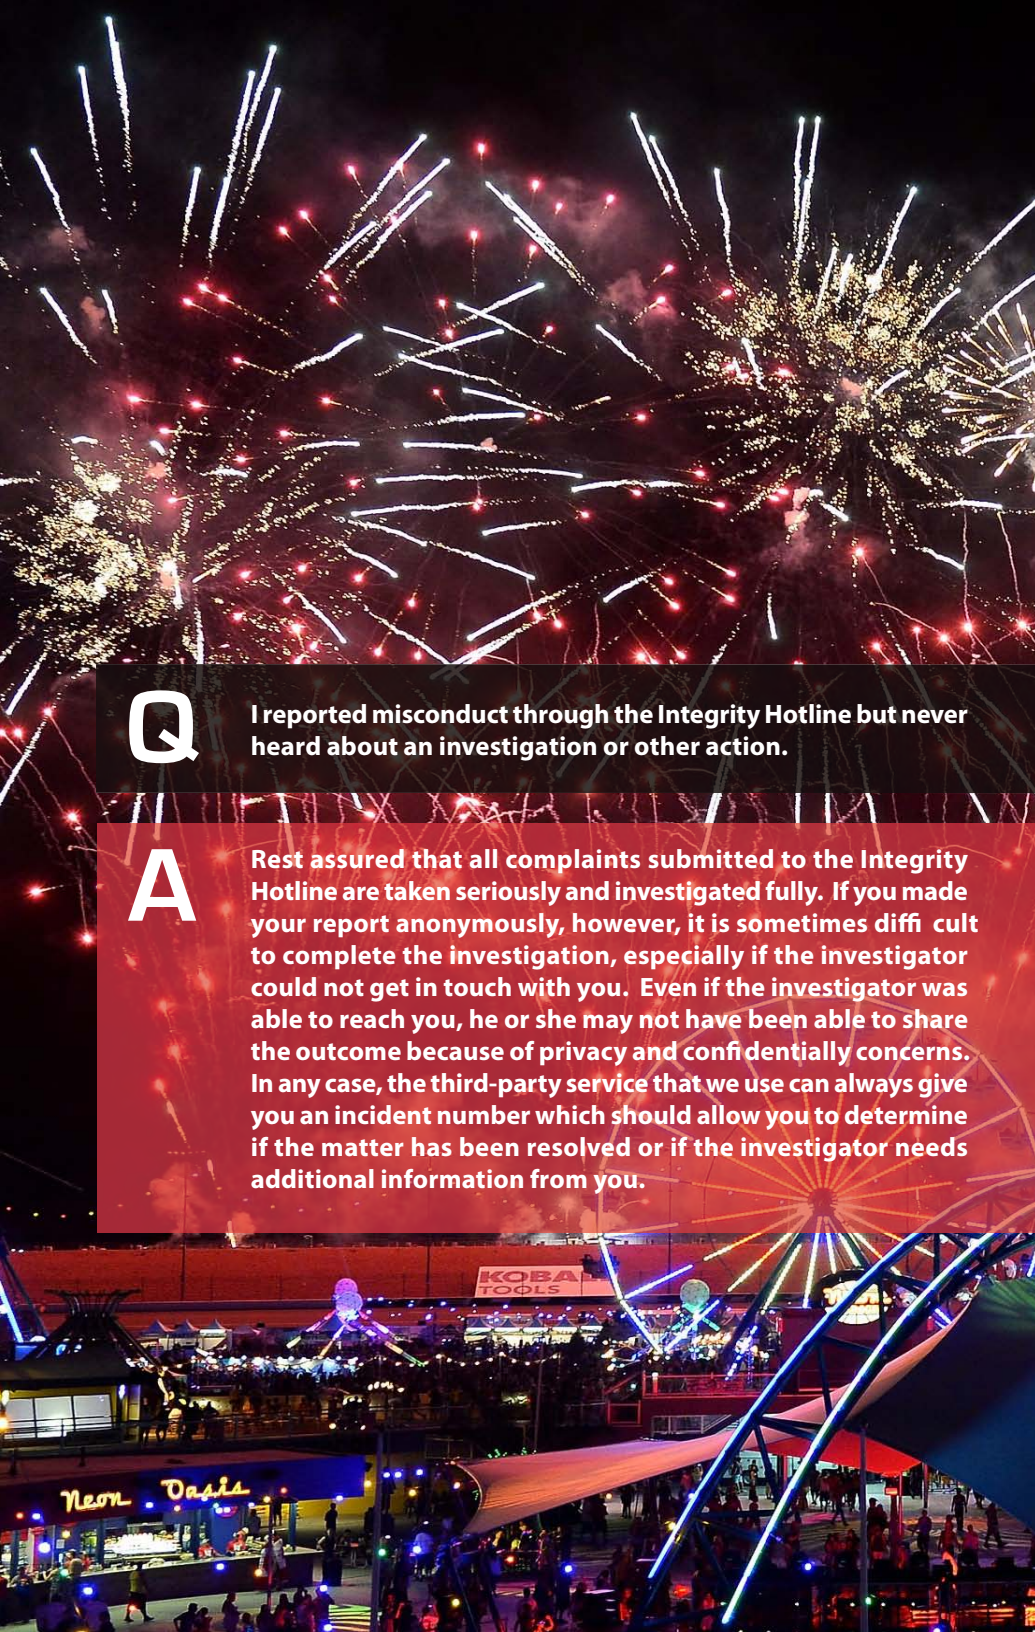 Q
I reported misconduct through the Integrity Hotline but never
heard about an investigation or other action.
A
Rest assured that all complaints submitted to the Integrity
Hotline are taken seriously and investigated fully.  If you made
your report anonymously, however, it is sometimes diffi cult
to complete the investigation, especially if the investigator
could not get in touch with you.  Even if the investigator was
able to reach you, he or she may not have been able to share
the outcome because of privacy and confidentially concerns.
In any case, the third-party service that we use can always give
you an incident number which should allow you to determine
if the matter has been resolved or if the investigator needs
additional information from you.
TOOLS
Neon Oasis